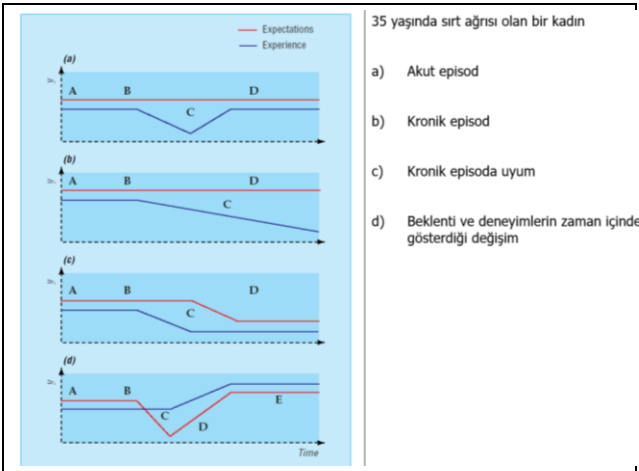 Expectations
Experience
(a)
A B D
C
(b)
A B D
C
(c)
A B D
C
(d)
A B
C D E
Time
35 yaşında sırt ağrısı olan bir kadın
a) Akut episod
b) Kronik episod
c) Kronik episoda uyum
d) Beklenti ve deneyimlerin zaman içinde
gösterdiği değişim